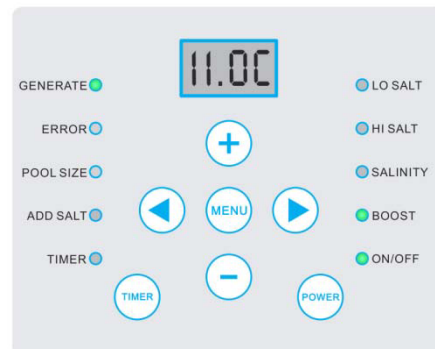 11.0C
GENERATE
LO SALT
ERROR
HI SALT
+
POOL SIZE
SALINITY
MENU
ADD SALT
BOOST
TIMER
ON/OFF
−
TIMER
POWER